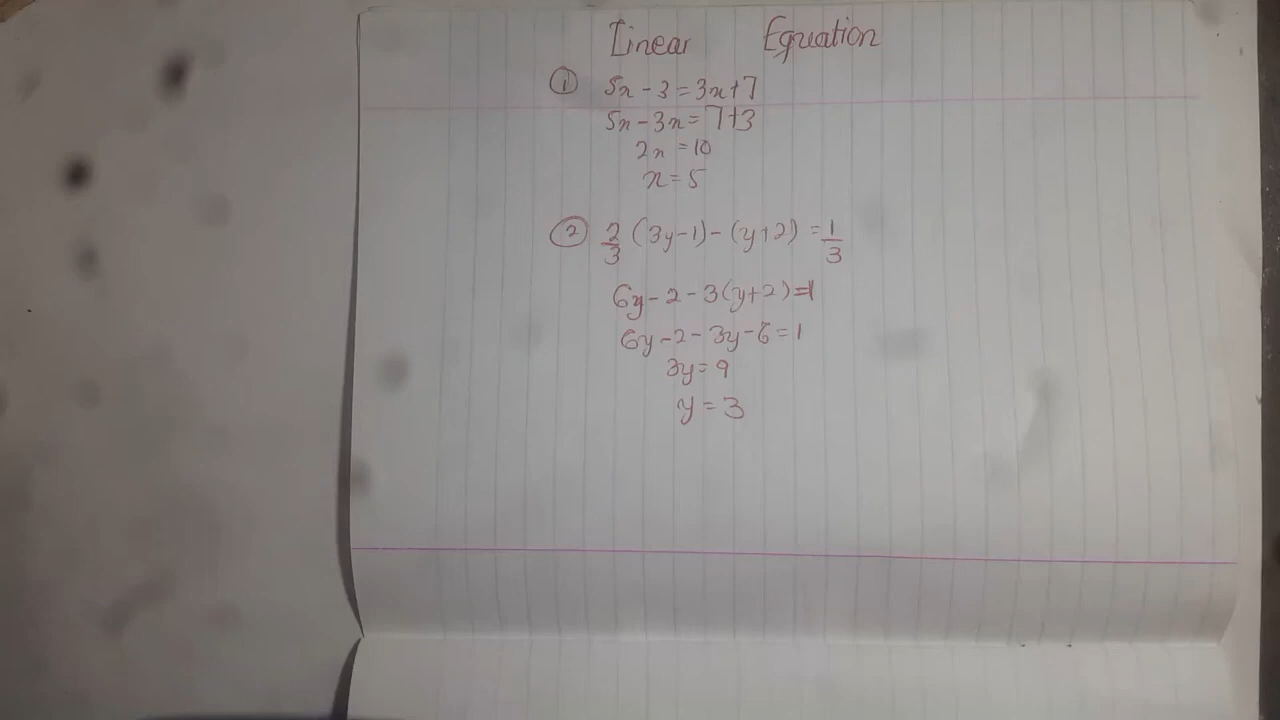 Linear Equation
① 5x - 3 = 3x + 7
5x - 3x = 7 + 3
2x = 10
x = 5
② 2/3 (3y - 1) - (y + 2) = 1/3
6y - 2 - 3(y + 2) = 1
6y - 2 - 3y - 6 = 1
3y = 9
y = 3